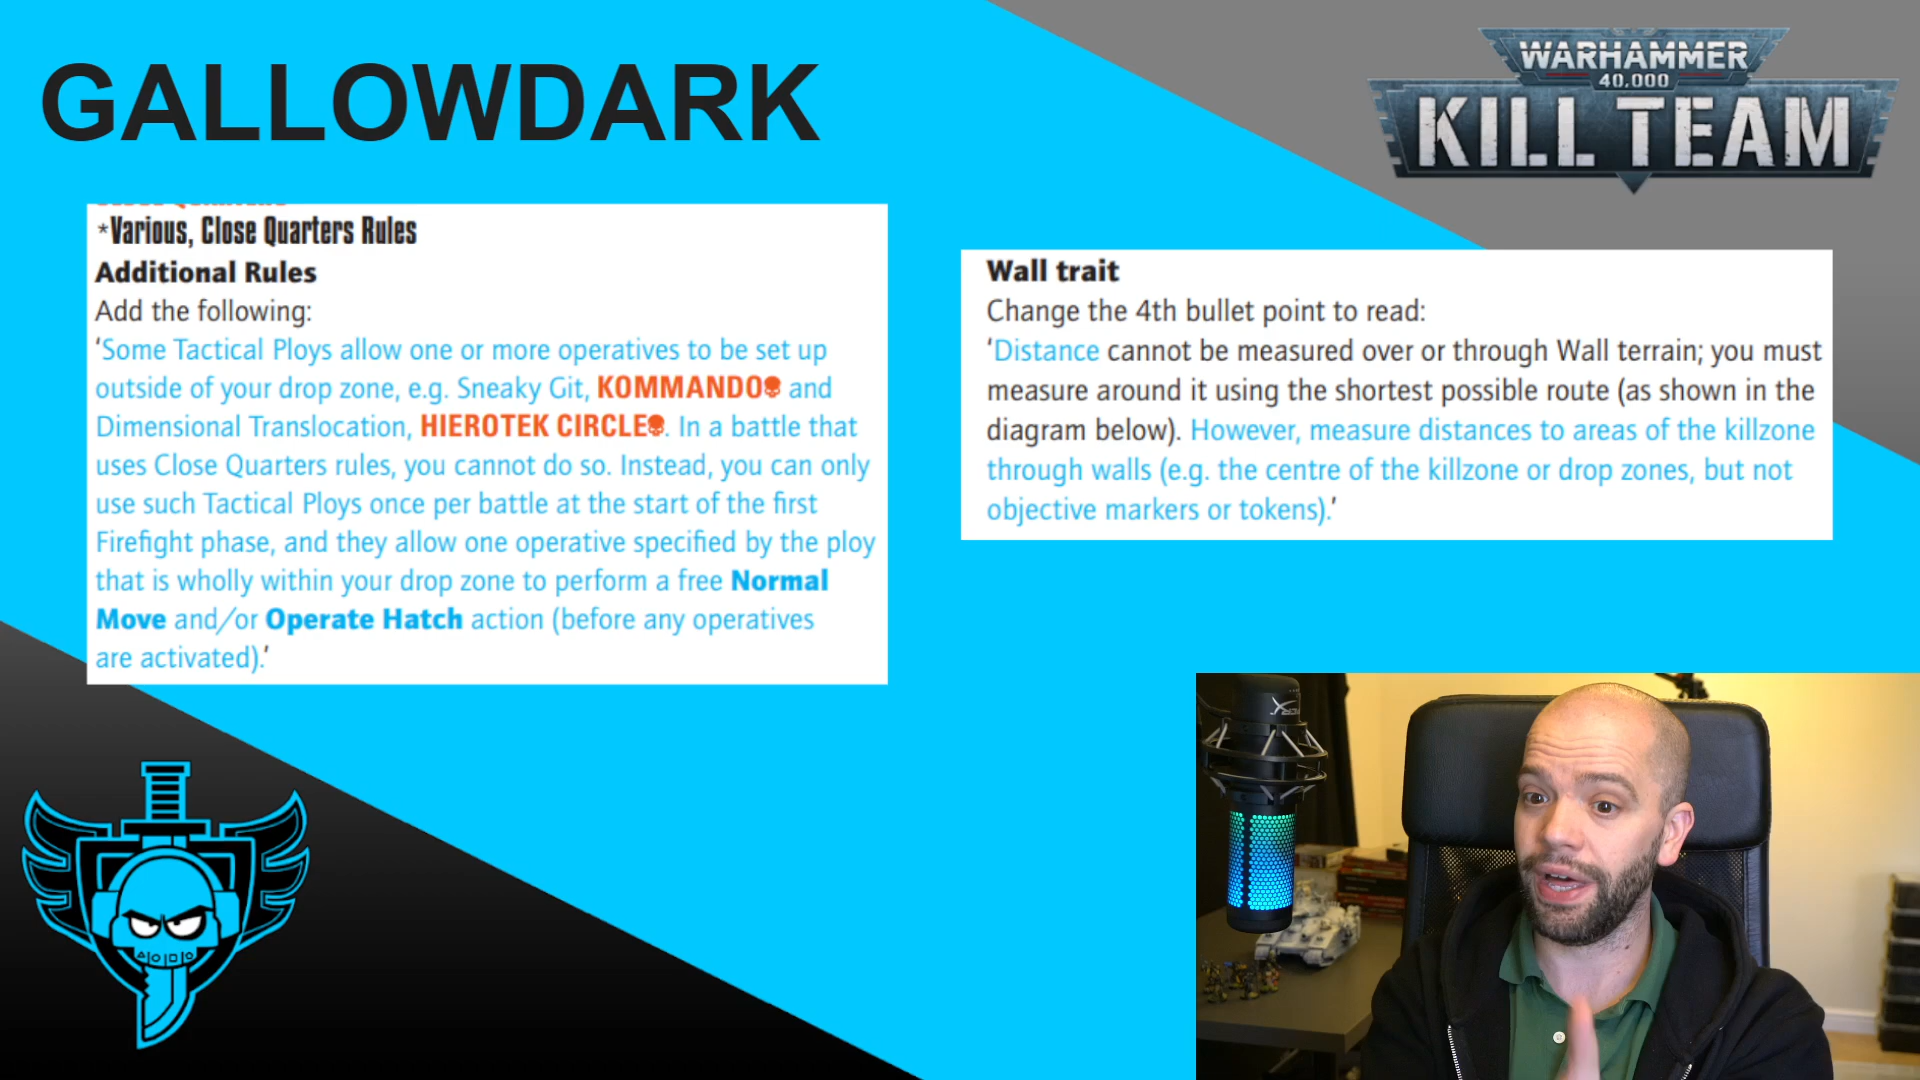 GALLOWDARK
WARHAMMER
40,000
KILL TEAM
*Various, Close Quarters Rules
Additional Rules
Add the following:
'Some Tactical Ploys allow one or more operatives to be set up
outside of your drop zone, e.g. Sneaky Git, KOMMANDO and
Dimensional Translocation, HIEROTEK CIRCLE. In a battle that
uses Close Quarters rules, you cannot do so. Instead, you can only
use such Tactical Ploys once per battle at the start of the first
Firefight phase, and they allow one operative specified by the ploy
that is wholly within your drop zone to perform a free Normal
Move and/or Operate Hatch action (before any operatives
are activated).'
Wall trait
Change the 4th bullet point to read:
'Distance cannot be measured over or through Wall terrain; you must
measure around it using the shortest possible route (as shown in the
diagram below). However, measure distances to areas of the killzone
through walls (e.g. the centre of the killzone or drop zones, but not
objective markers or tokens).'